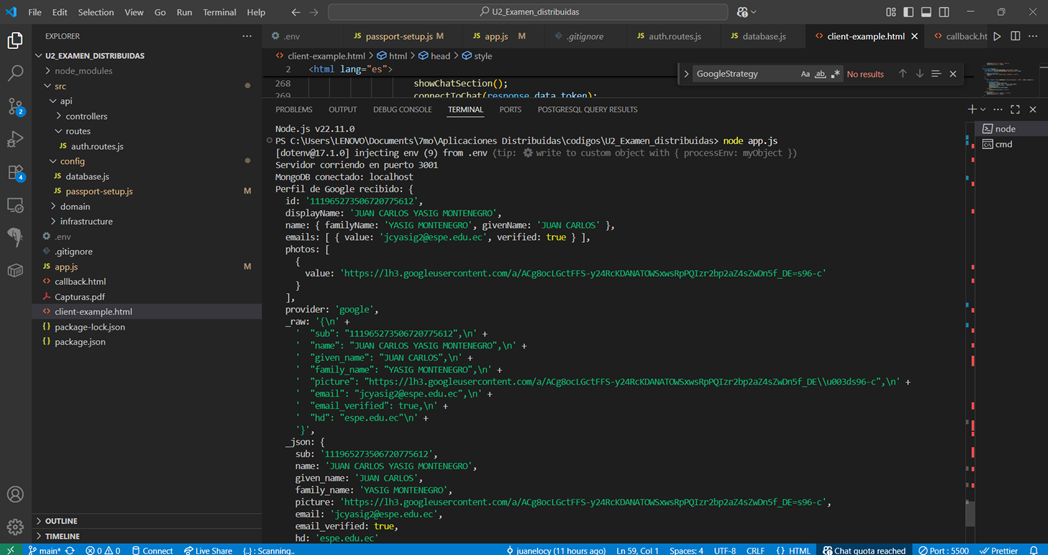 File Edit Selection View Go Run Terminal Help
U2_Examen_distribuidas
EXPLORER
U2_EXAMEN_DISTRIBUIDAS
node_modules
src
api
controllers
routes
JS auth.routes.js
config
JS database.js
JS passport-setup.js M
domain
infrastructure
.env
.gitignore
JS app.js M
callback.html
Capturas.pdf
client-example.html
package-lock.json
package.json
OUTLINE
TIMELINE
2
4
.env
JS passport-setup.js M
JS app.js M
.gitignore
JS auth.routes.js
JS database.js
client-example.html
callback.ht
client-example.html > html > head > style
2 <html lang="es">
268 showChatSection();
269 connectToChat(response.data.token);
GoogleStrategy Aa ab No results
PROBLEMS OUTPUT DEBUG CONSOLE TERMINAL PORTS POSTGRESQL QUERY RESULTS
node
cmd
Node.js v22.11.0
PS C:\Users\LENOVO\Documents\7mo\Aplicaciones Distribuidas\codigos\U2_Examen_distribuidas> node app.js
[dotenv@17.1.0] injecting env (9) from .env (tip: ⚙ write to custom object with { processEnv: myObject })
Servidor corriendo en puerto 3001
MongoDB conectado: localhost
Perfil de Google recibido: {
id: '111965273506720775612',
displayName: 'JUAN CARLOS YASIG MONTENEGRO',
name: { familyName: 'YASIG MONTENEGRO', givenName: 'JUAN CARLOS' },
emails: [ { value: 'jcyasig2@espe.edu.ec', verified: true } ],
photos: [
{
value: 'https://lh3.googleusercontent.com/a/ACg8ocLGctFFS-y24RcKDANATOWSxwsRpPQIzr2bp2aZ4sZwDn5f_DE=s96-c'
}
],
provider: 'google',
_raw: '{\n' +
' "sub": "111965273506720775612",\n' +
' "name": "JUAN CARLOS YASIG MONTENEGRO",\n' +
' "given_name": "JUAN CARLOS",\n' +
' "family_name": "YASIG MONTENEGRO",\n' +
' "picture": "https://lh3.googleusercontent.com/a/ACg8ocLGctFFS-y24RcKDANATOWSxwsRpPQIzr2bp2aZ4sZwDn5f_DE\\u003ds96-c",\n' +
' "email": "jcyasig2@espe.edu.ec",\n' +
' "email_verified": true,\n' +
' "hd": "espe.edu.ec"\n' +
'}',
_json: {
sub: '111965273506720775612',
name: 'JUAN CARLOS YASIG MONTENEGRO',
given_name: 'JUAN CARLOS',
family_name: 'YASIG MONTENEGRO',
picture: 'https://lh3.googleusercontent.com/a/ACg8ocLGctFFS-y24RcKDANATOWSxwsRpPQIzr2bp2aZ4sZwDn5f_DE=s96-c',
email: 'jcyasig2@espe.edu.ec',
email_verified: true,
hd: 'espe.edu.ec'
main* 0 0 Connect Live Share {..} : Scanning.. juanelocy (11 hours ago) Ln 59, Col 1 Spaces: 4 UTF-8 CRLF {} HTML Chat quota reached Port : 5500 Prettier